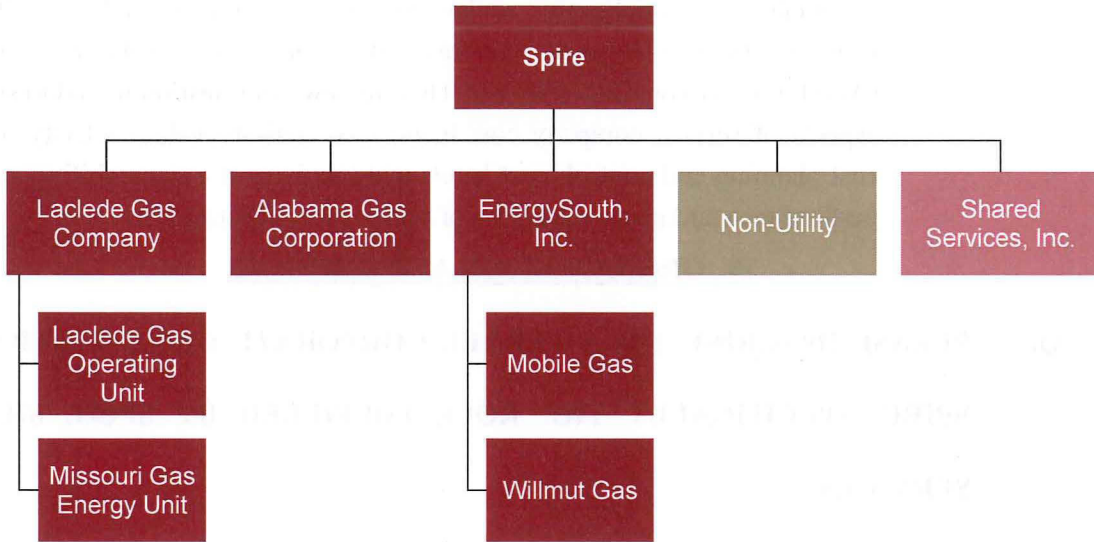 Spire
Laclede Gas
Company
Alabama Gas
Corporation
EnergySouth,
Inc.
Non-Utility
Shared
Services, Inc.
Laclede Gas
Operating
Unit
Mobile Gas
Missouri Gas
Energy Unit
Willmut Gas